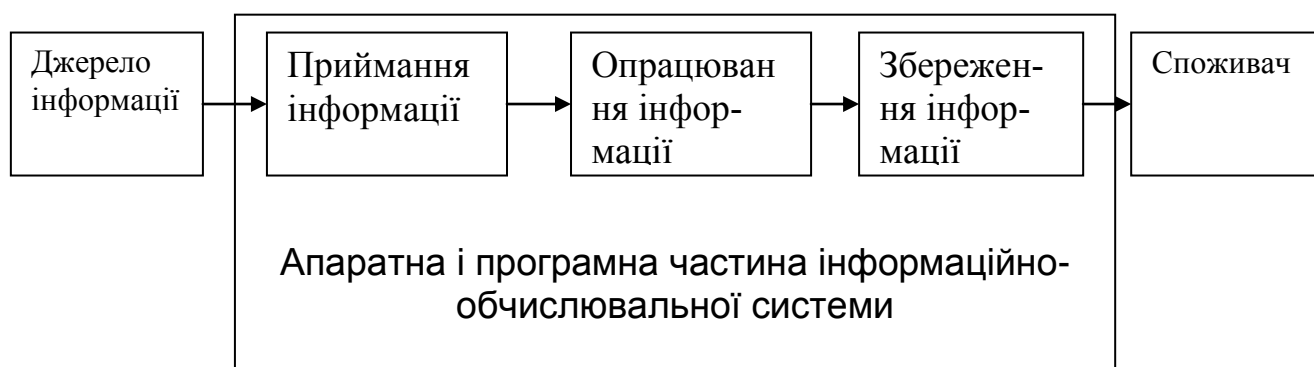 Джерело
інформації
Приймання
інформації
Опрацюван
ня інфор-
мації
Збережен-
ня інфор-
мації
Споживач
Апаратна і програмна частина інформаційно-
обчислювальної системи